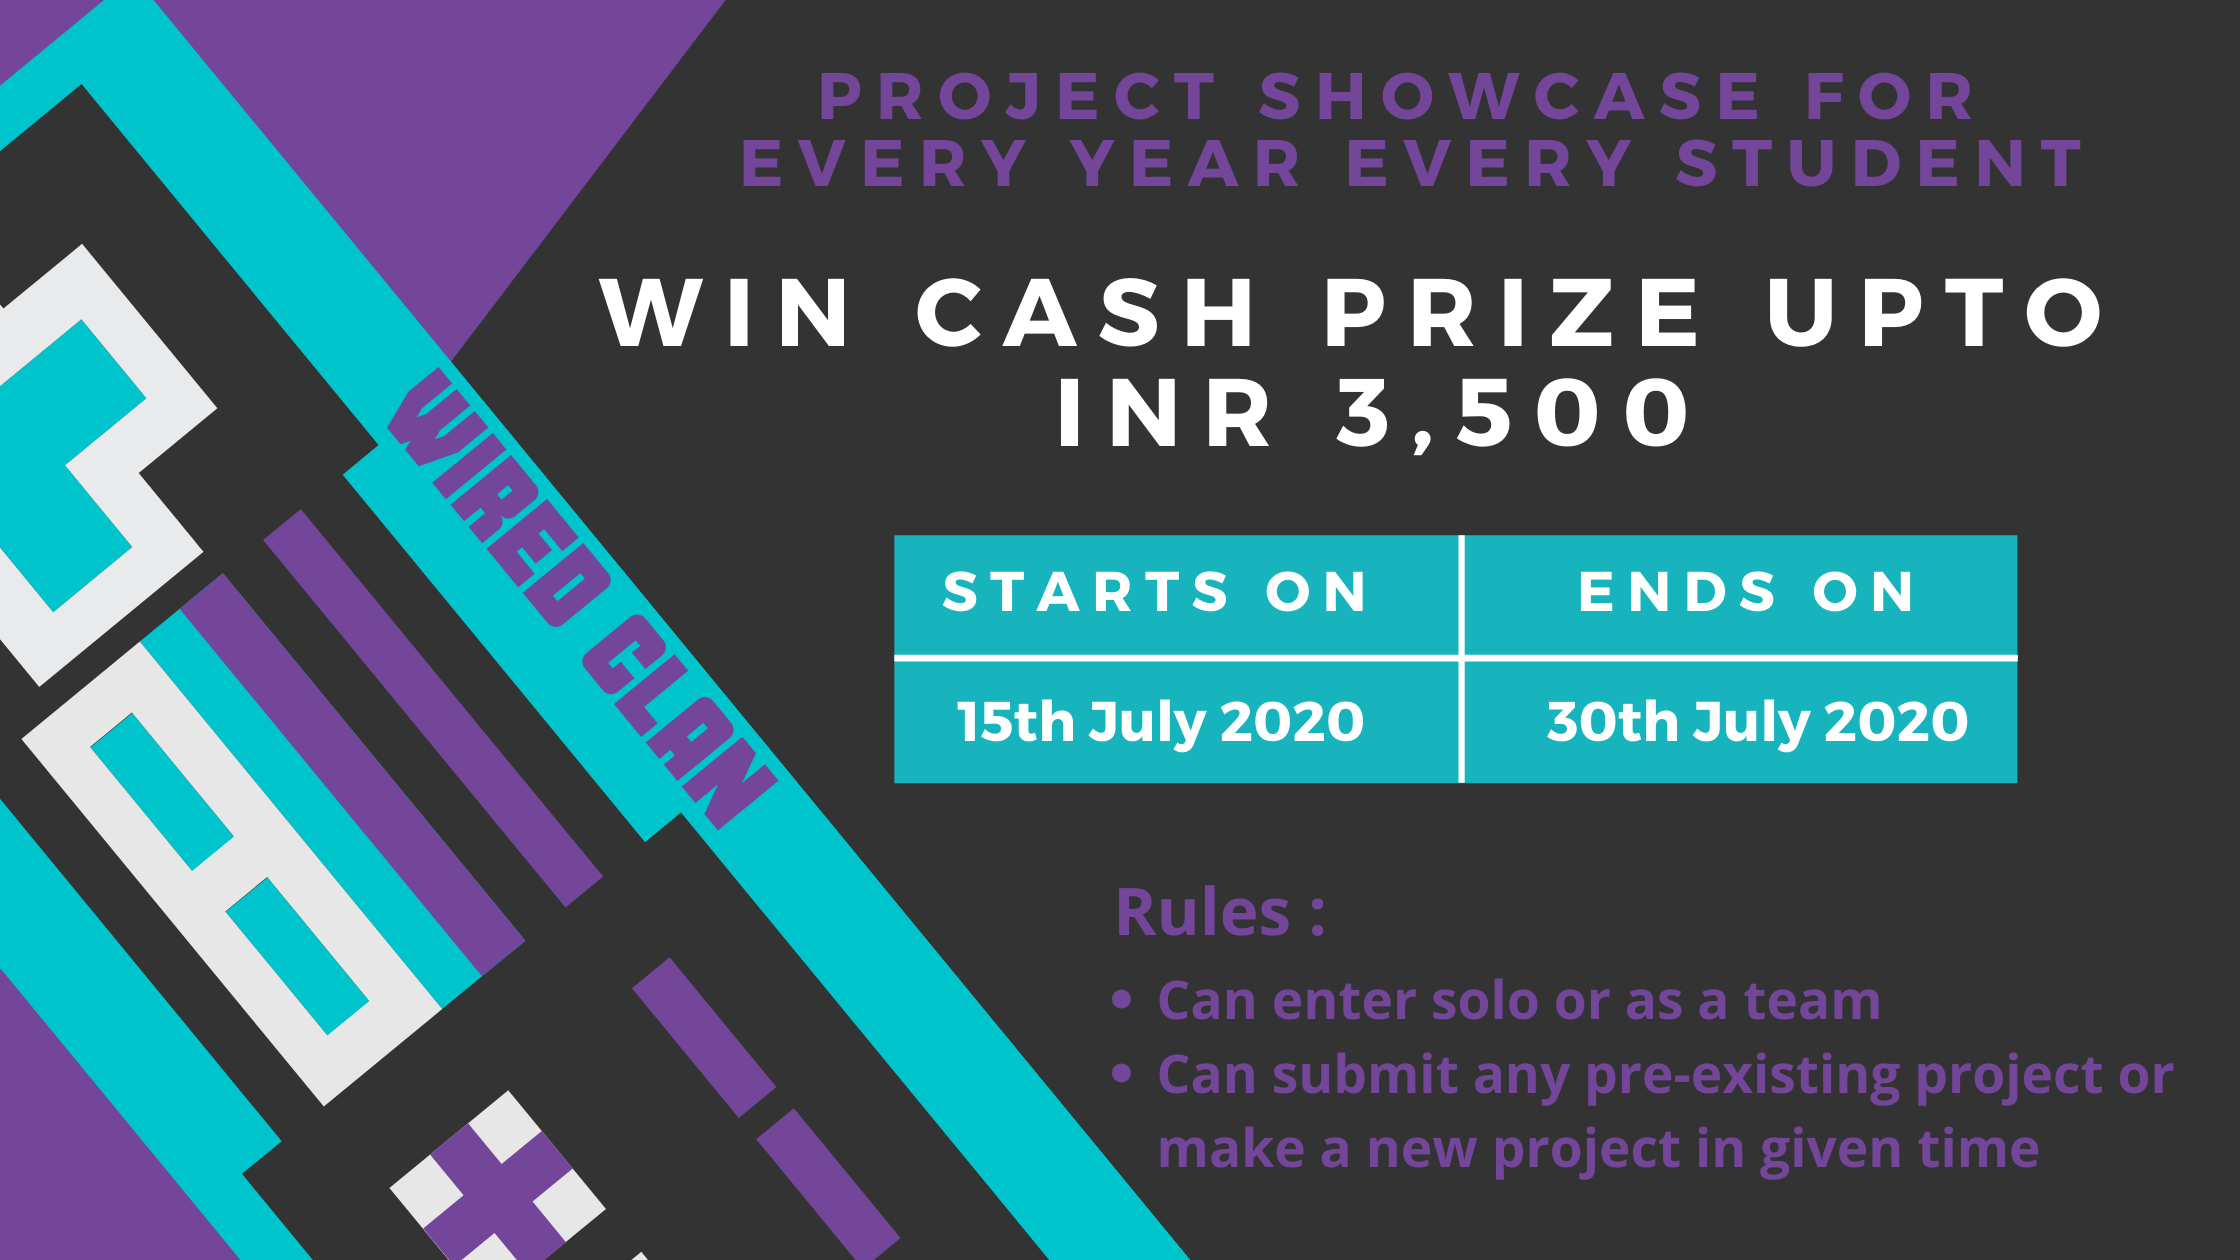 PROJECT SHOWCASE FOR
EVERY YEAR EVERY STUDENT
WIN CASH PRIZE UPTO
INR 3,500
WIRED CLAN
STARTS ON
ENDS ON
15th July 2020
30th July 2020
Rules :
• Can enter solo or as a team
• Can submit any pre-existing project or
make a new project in given time